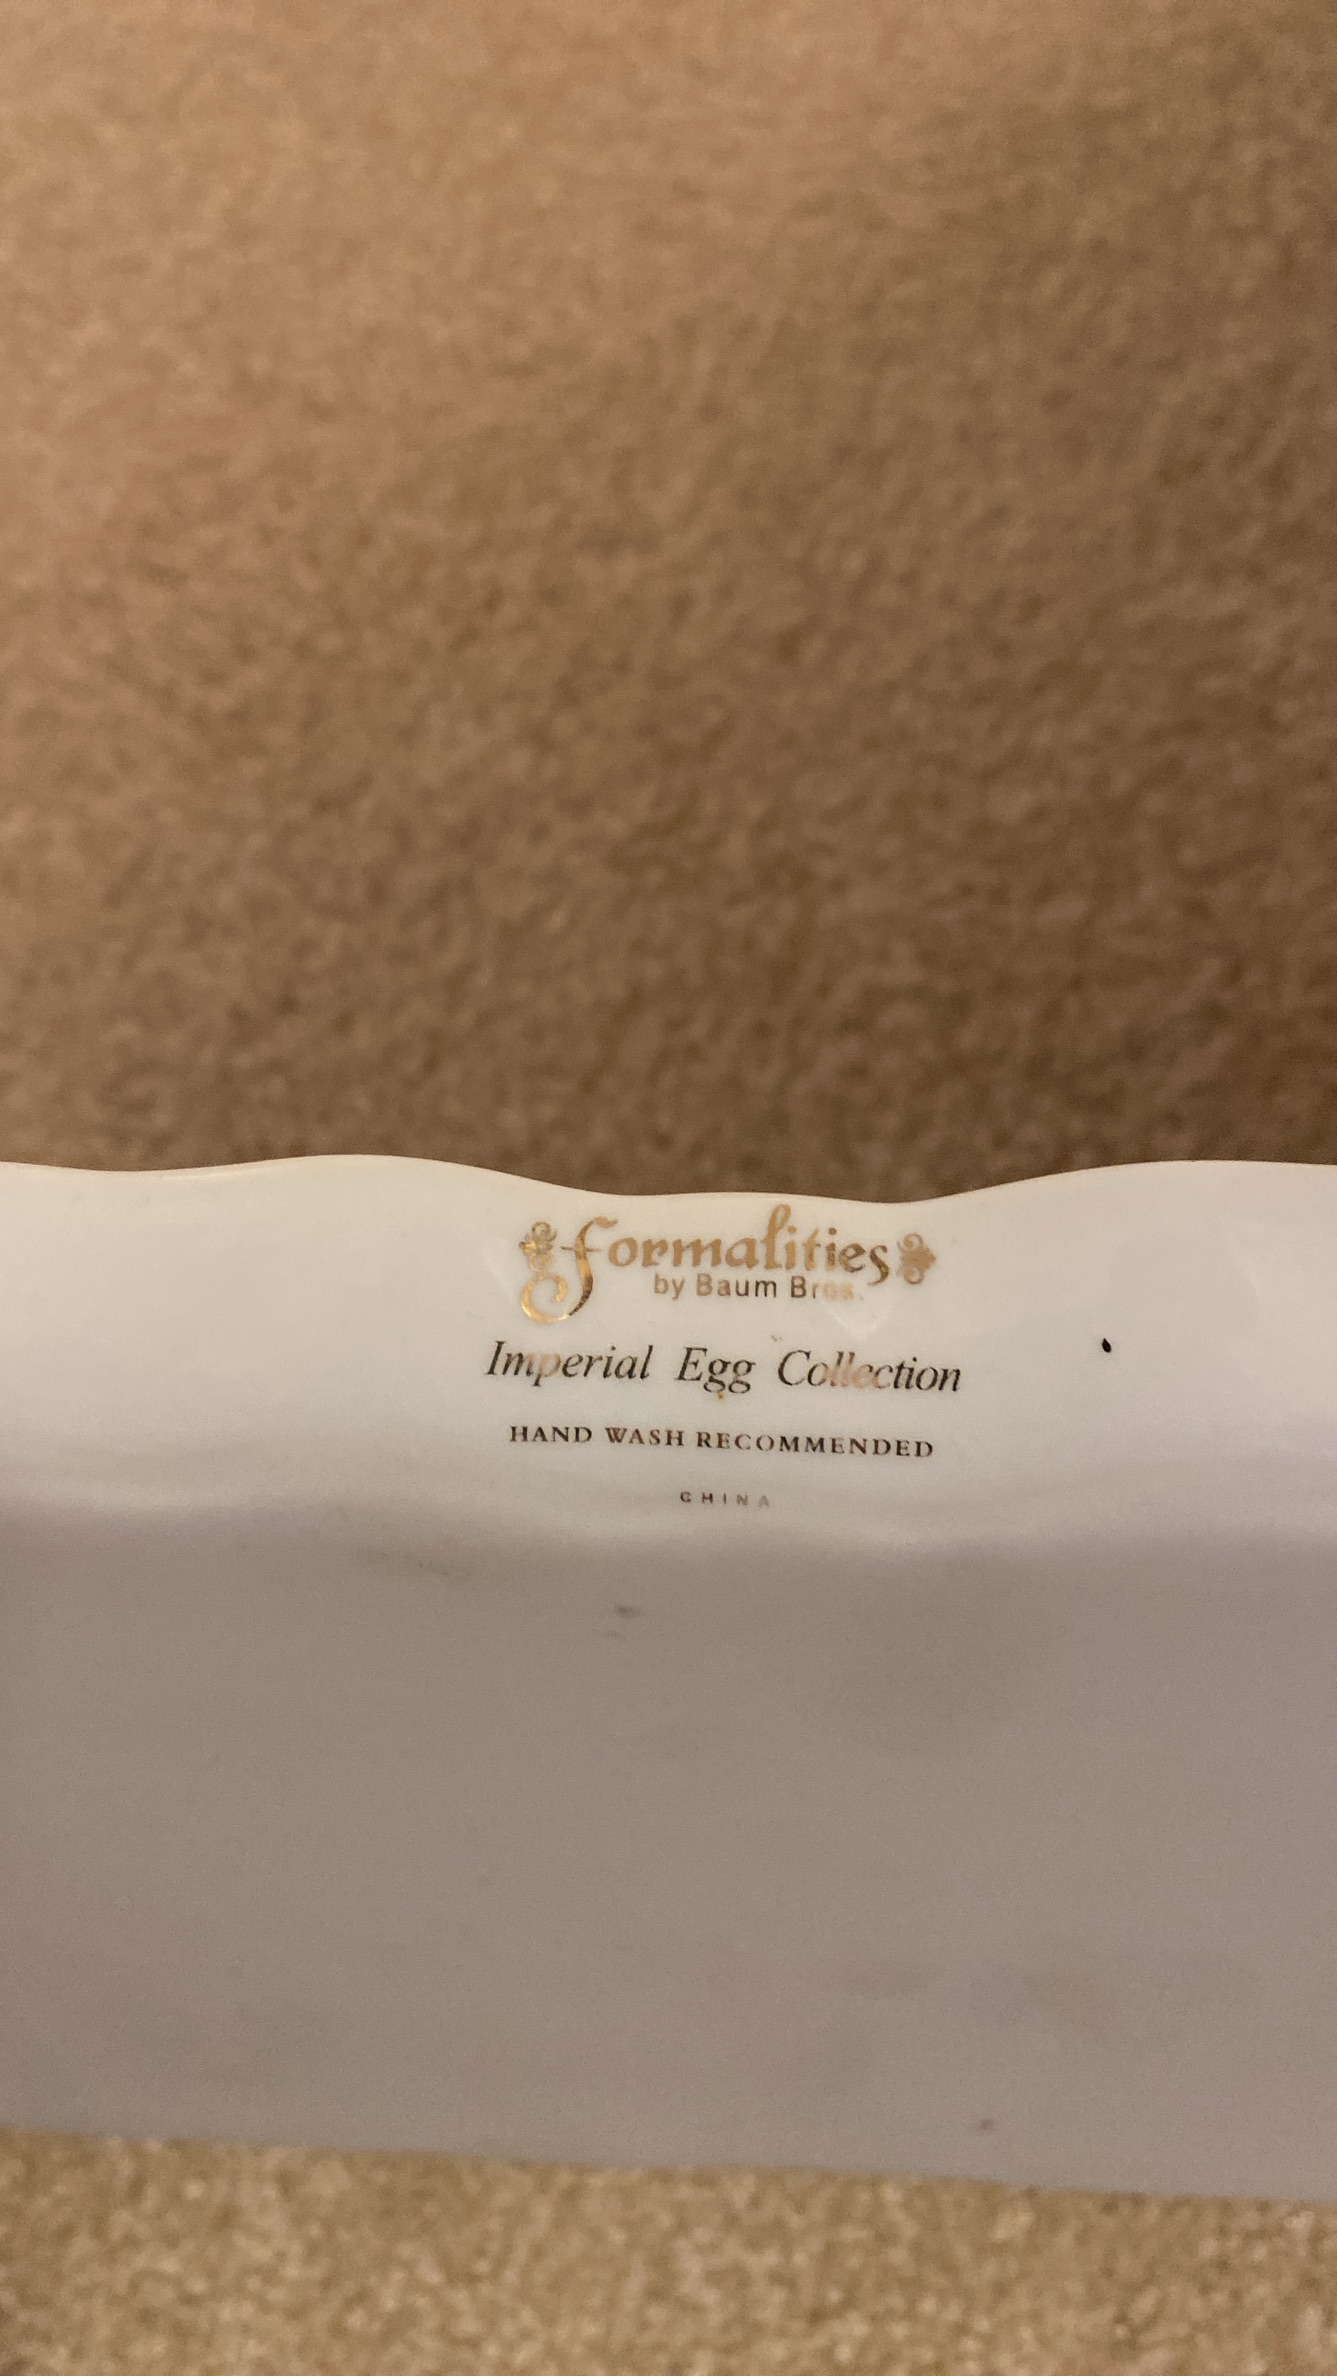 formalities
by Baum Bros.
Imperial Egg Collection
HAND WASH RECOMMENDED
CHINA